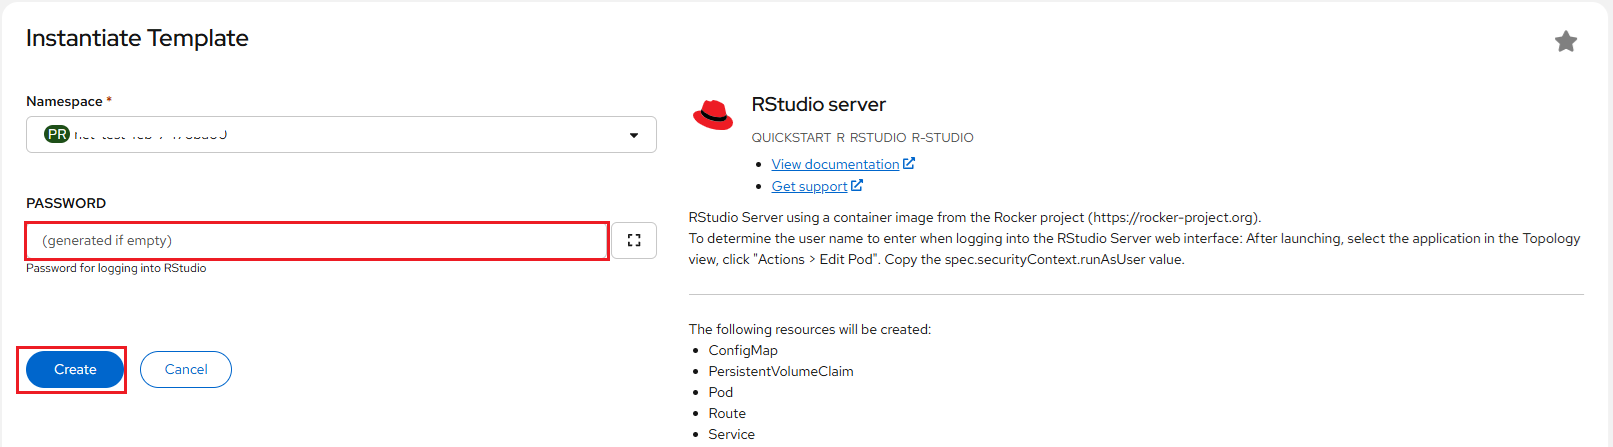 Instantiate Template
Namespace *
PR
PASSWORD
(generated if empty)
Password for logging into RStudio
Create
Cancel
RStudio server
QUICKSTART R RSTUDIO R-STUDIO
View documentation
Get support
RStudio Server using a container image from the Rocker project (https://rocker-project.org).
To determine the user name to enter when logging into the RStudio Server web interface: After launching, select the application in the Topology
view, click "Actions > Edit Pod". Copy the spec.securityContext.runAsUser value.
The following resources will be created:
ConfigMap
PersistentVolumeClaim
Pod
Route
Service